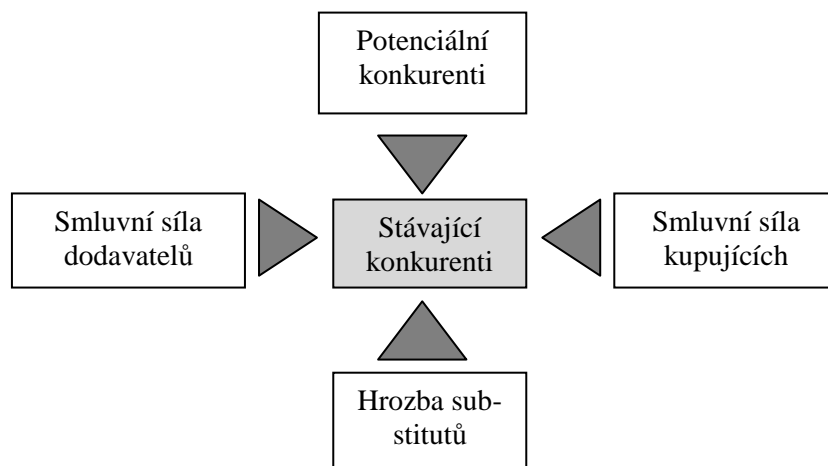 Potenciální
konkurenti
Smluvní síla
dodavatelů
Stávající
konkurenti
Smluvní síla
kupujících
Hrozba sub-
stitutů